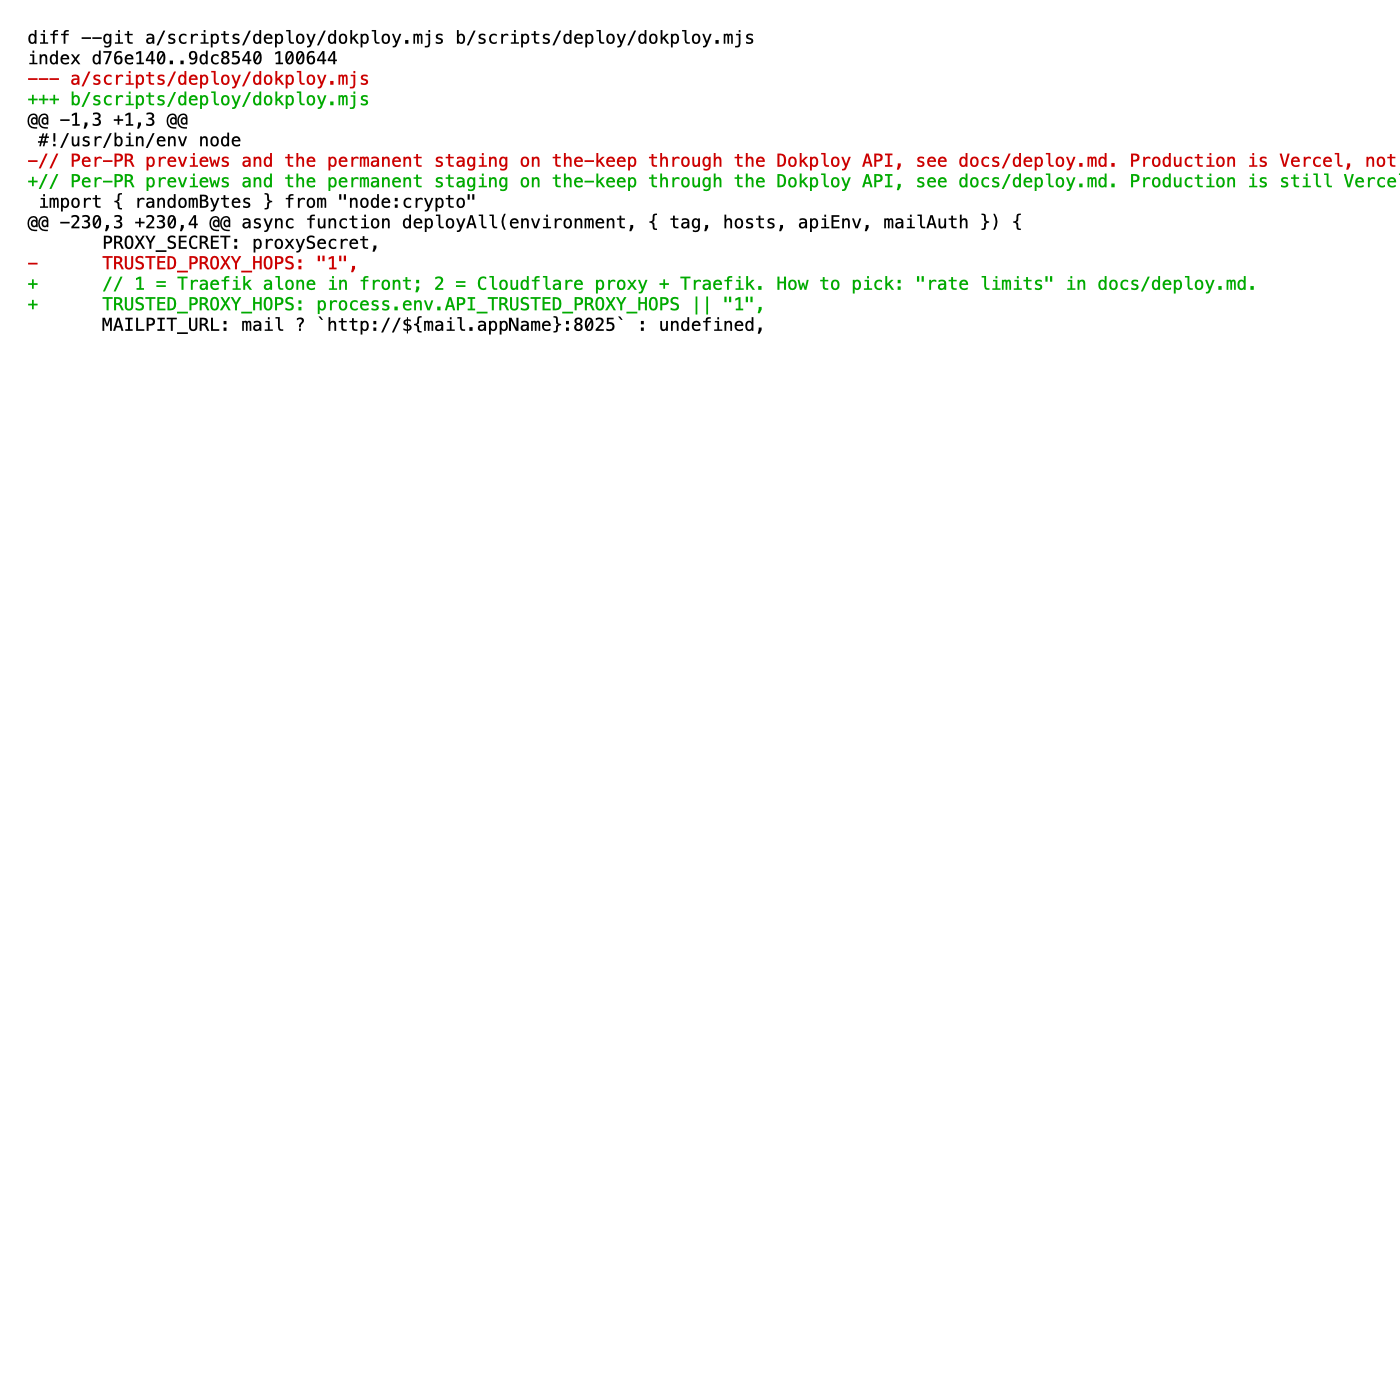 diff --git a/scripts/deploy/dokploy.mjs b/scripts/deploy/dokploy.mjs
index d76e140..9dc8540 100644
--- a/scripts/deploy/dokploy.mjs
+++ b/scripts/deploy/dokploy.mjs
@@ -1,3 +1,3 @@
 #!/usr/bin/env node
-// Per-PR previews and the permanent staging on the-keep through the Dokploy API, see docs/deploy.md. Production is Vercel, not
+// Per-PR previews and the permanent staging on the-keep through the Dokploy API, see docs/deploy.md. Production is still
 import { randomBytes } from "node:crypto"
@@ -230,3 +230,4 @@ async function deployAll(environment, { tag, hosts, apiEnv, mailAuth }) {
       PROXY_SECRET: proxySecret,
-      TRUSTED_PROXY_HOPS: "1",
+      // 1 = Traefik alone in front; 2 = Cloudflare proxy + Traefik. How to pick: "rate limits" in docs/deploy.md.
+      TRUSTED_PROXY_HOPS: process.env.API_TRUSTED_PROXY_HOPS || "1",
       MAILPIT_URL: mail ? `http://${mail.appName}:8025` : undefined,